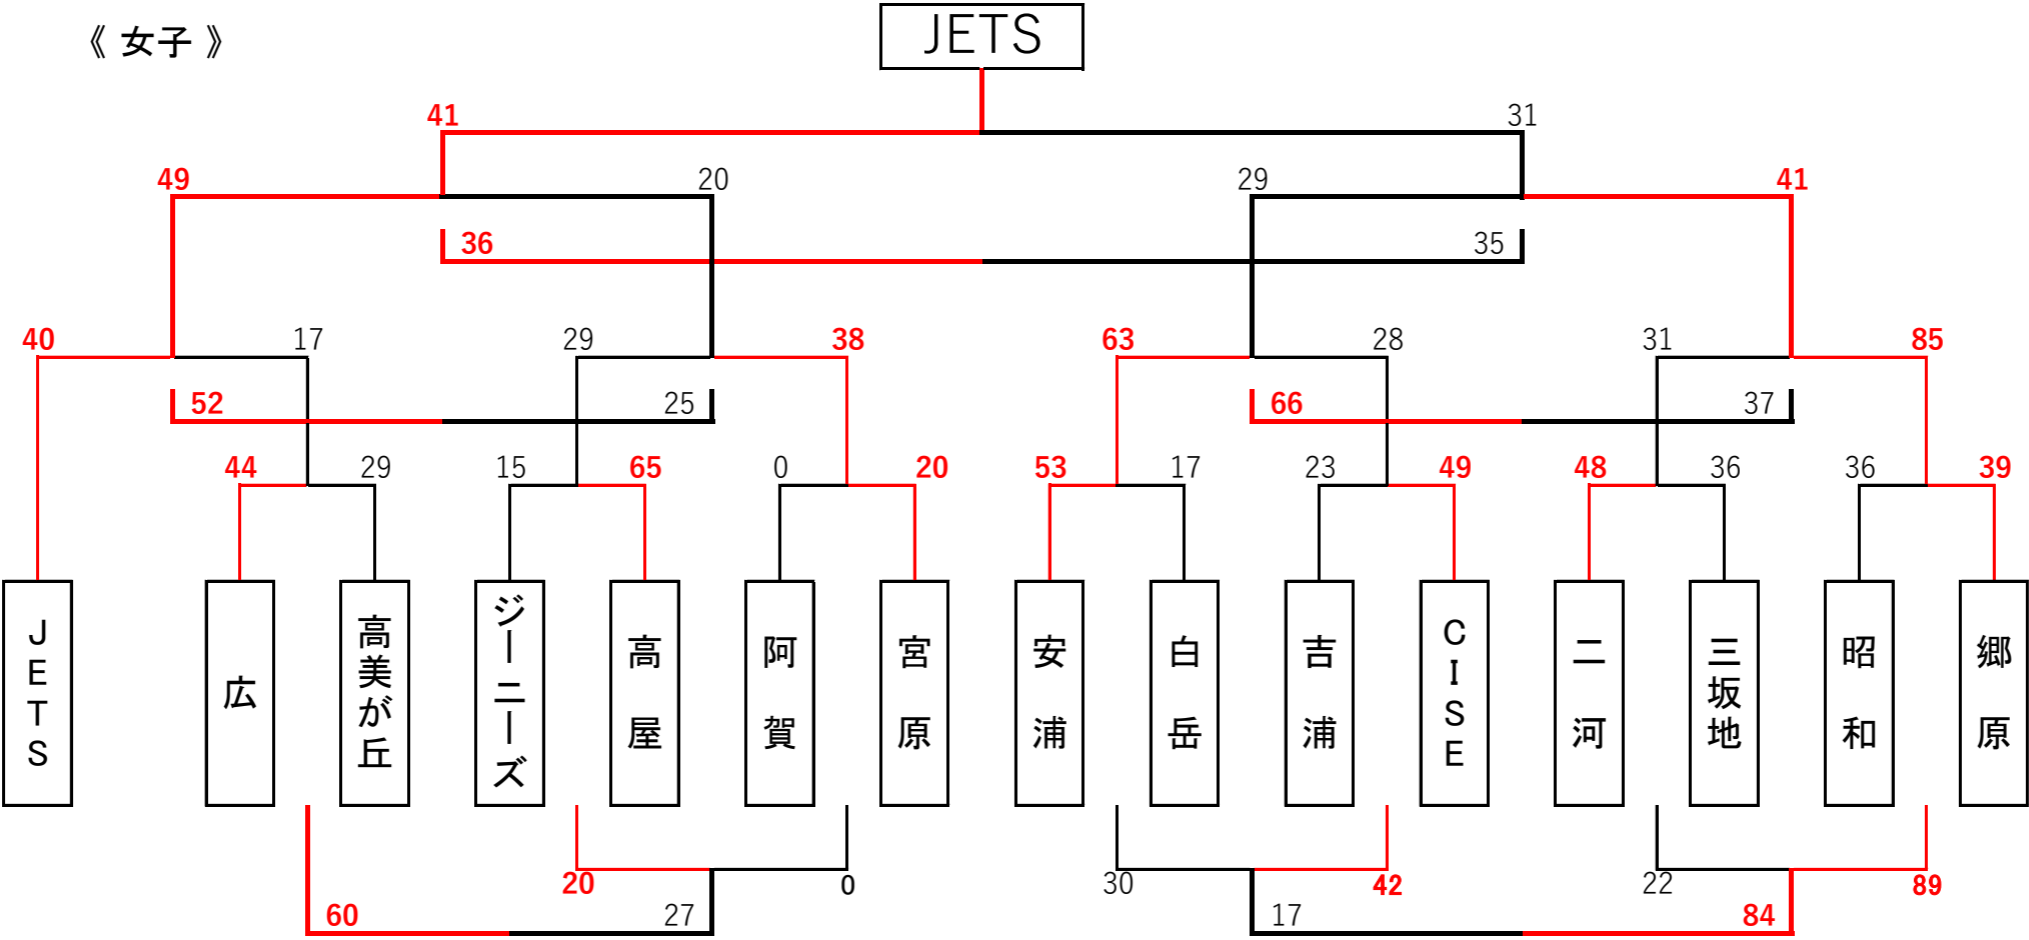 《 女子 》
JETS
41 31
49 20 29 41
36 35
40 17 29 38 63 28 31 85
52 25 66 37
44 29 15 65 0 20 53 17 23 49 48 36 36 39
JETS
広
高美が丘
ジーニーズ
高屋
阿賀
宮原
安浦
白岳
吉浦
CISE
二河
三坂地
昭和
郷原
20 0 30 42 22 89
60 27 17 84